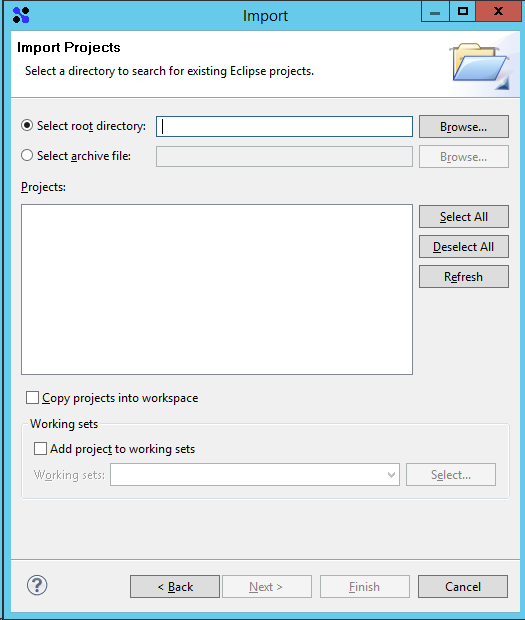 Import
Import Projects
Select a directory to search for existing Eclipse projects.
Select root directory:
Browse...
Select archive file:
Browse...
Projects:
Select All
Deselect All
Refresh
Copy projects into workspace
Working sets
Add project to working sets
Working sets:
Select...
?
< Back
Next >
Finish
Cancel